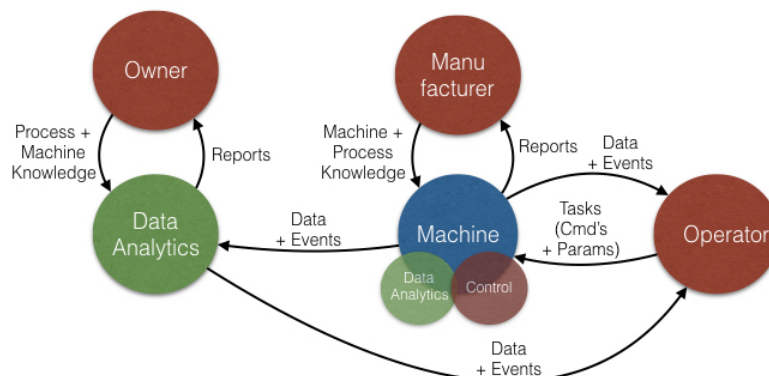 Owner
Manu
facturer
Process +
Machine
Knowledge
Reports
Machine +
Process
Knowledge
Reports
Data
+ Events
Data
Analytics
Data
+ Events
Machine
Tasks
(Cmd's
+ Params)
Operator
Data
Analytics
Control
Data
+ Events